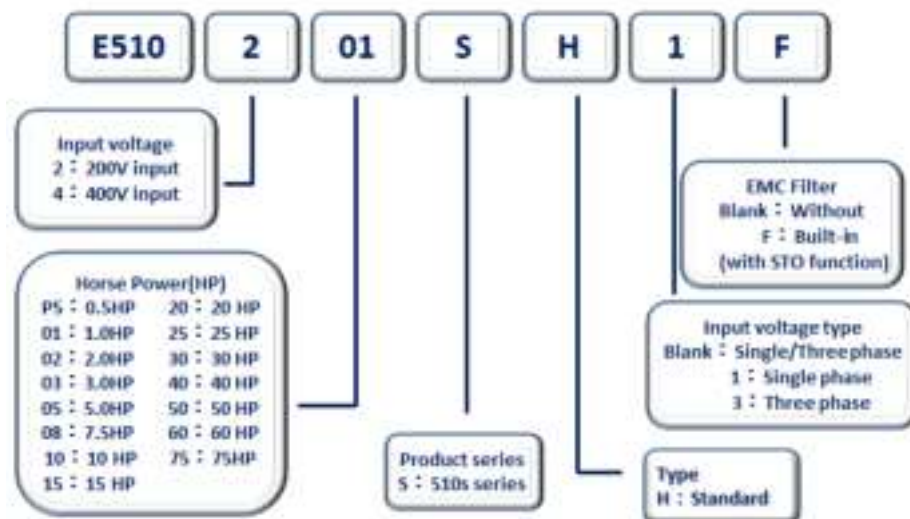 E510 2 01 S H 1 F
Input voltage
2：200V input
4：400V input
EMC Filter
Blank：Without
F：Built-in
(with STO function)
Horse Power(HP)
P5：0.5HP 20：20 HP
01：1.0HP 25：25 HP
02：2.0HP 30：30 HP
03：3.0HP 40：40 HP
05：5.0HP 50：50 HP
08：7.5HP 60：60 HP
10：10 HP 75：75HP
15：15 HP
Input voltage type
Blank：Single/Three phase
1：Single phase
3：Three phase
Product series
S：510s series
Type
H：Standard